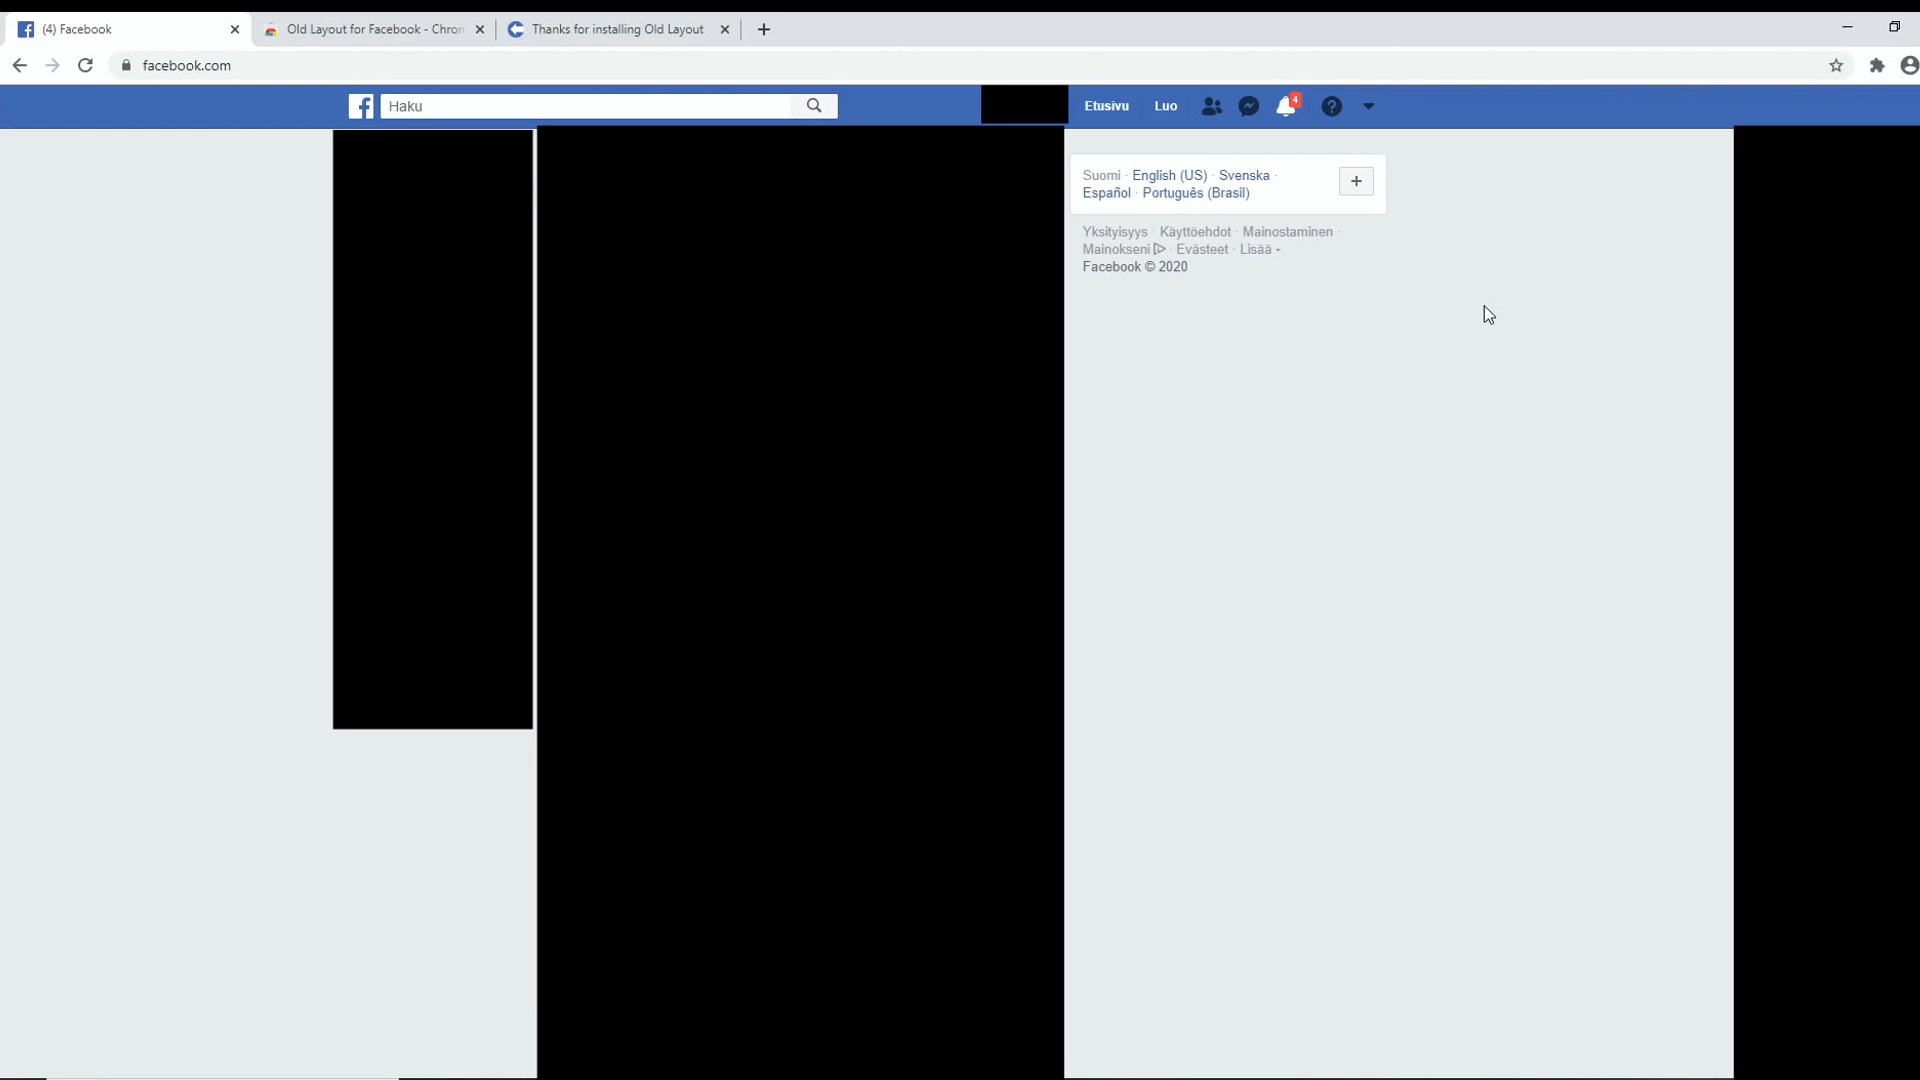 (4) Facebook
Old Layout for Facebook - Chrom
Thanks for installing Old Layout
facebook.com
Haku
Etusivu
Luo
4
Suomi · English (US) · Svenska ·
Español · Português (Brasil)
+
Yksityisyys · Käyttöehdot · Mainostaminen ·
Mainokseni · Evästeet · Lisää
Facebook © 2020